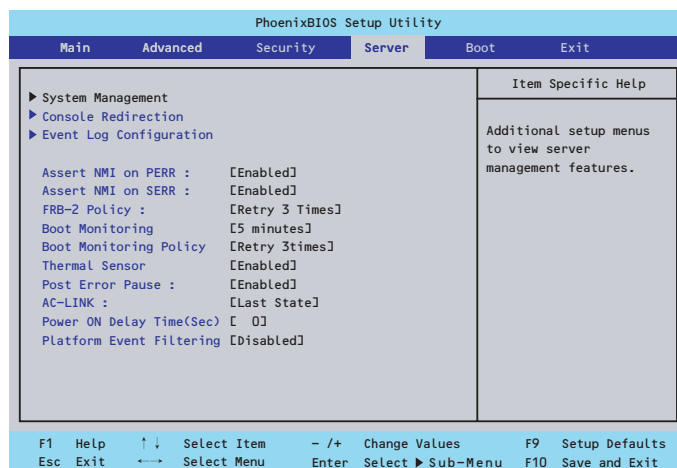 PhoenixBIOS Setup Utility
Main Advanced Security Server Boot Exit
Item Specific Help
▶ System Management
▶ Console Redirection
▶ Event Log Configuration
Additional setup menus
to view server
management features.
Assert NMI on PERR : [Enabled]
Assert NMI on SERR : [Enabled]
FRB-2 Policy : [Retry 3 Times]
Boot Monitoring [5 minutes]
Boot Monitoring Policy [Retry 3times]
Thermal Sensor [Enabled]
Post Error Pause : [Enabled]
AC-LINK : [Last State]
Power ON Delay Time(Sec) [ 0]
Platform Event Filtering [Disabled]
F1 Help ↑↓ Select Item - /+ Change Values F9 Setup Defaults
Esc Exit ←→ Select Menu Enter Select ▶ Sub-Menu F10 Save and Exit